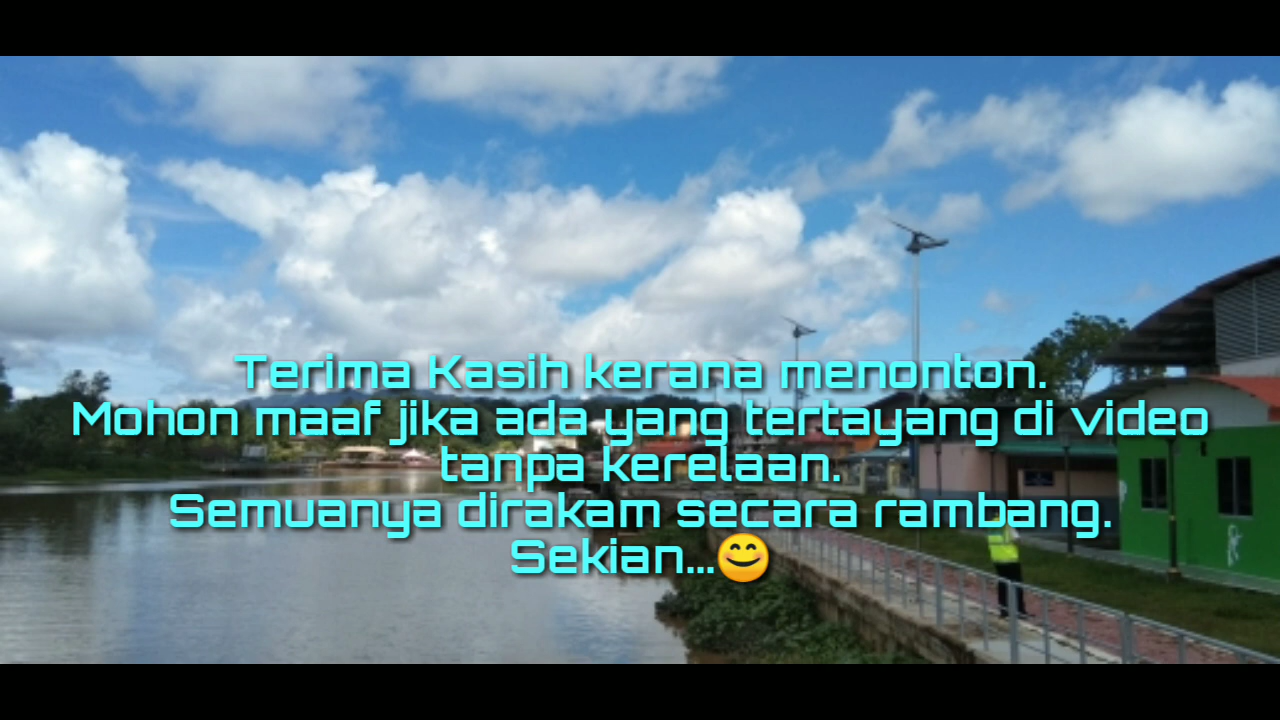 Terima Kasih kerana menonton.
Mohon maaf jika ada yang tertayang di video
tanpa kerelaan.
Semuanya dirakam secara rambang.
Sekian...😊